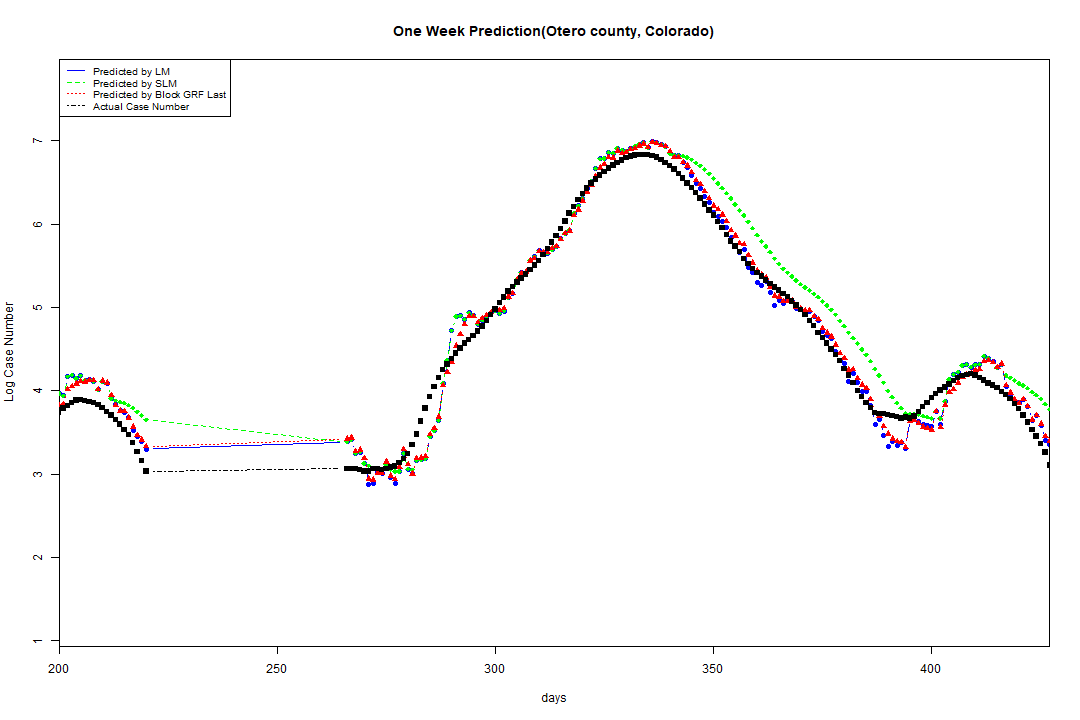 One Week Prediction(Otero county, Colorado)
Predicted by LM
Predicted by SLM
Predicted by Block GRF Last
Actual Case Number
Log Case Number
7
6
5
4
3
2
1
200 250 300 350 400
days